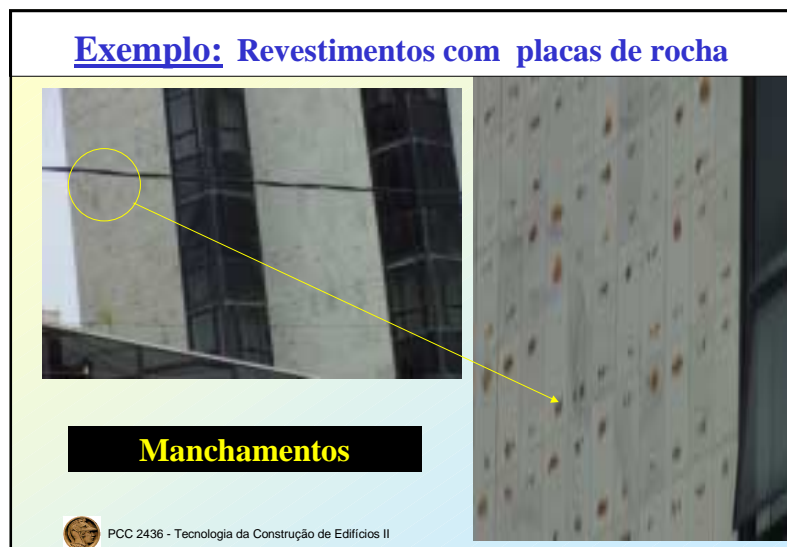 Exemplo: Revestimentos com placas de rocha
Manchamentos
PCC 2436 - Tecnologia da Construção de Edifícios II